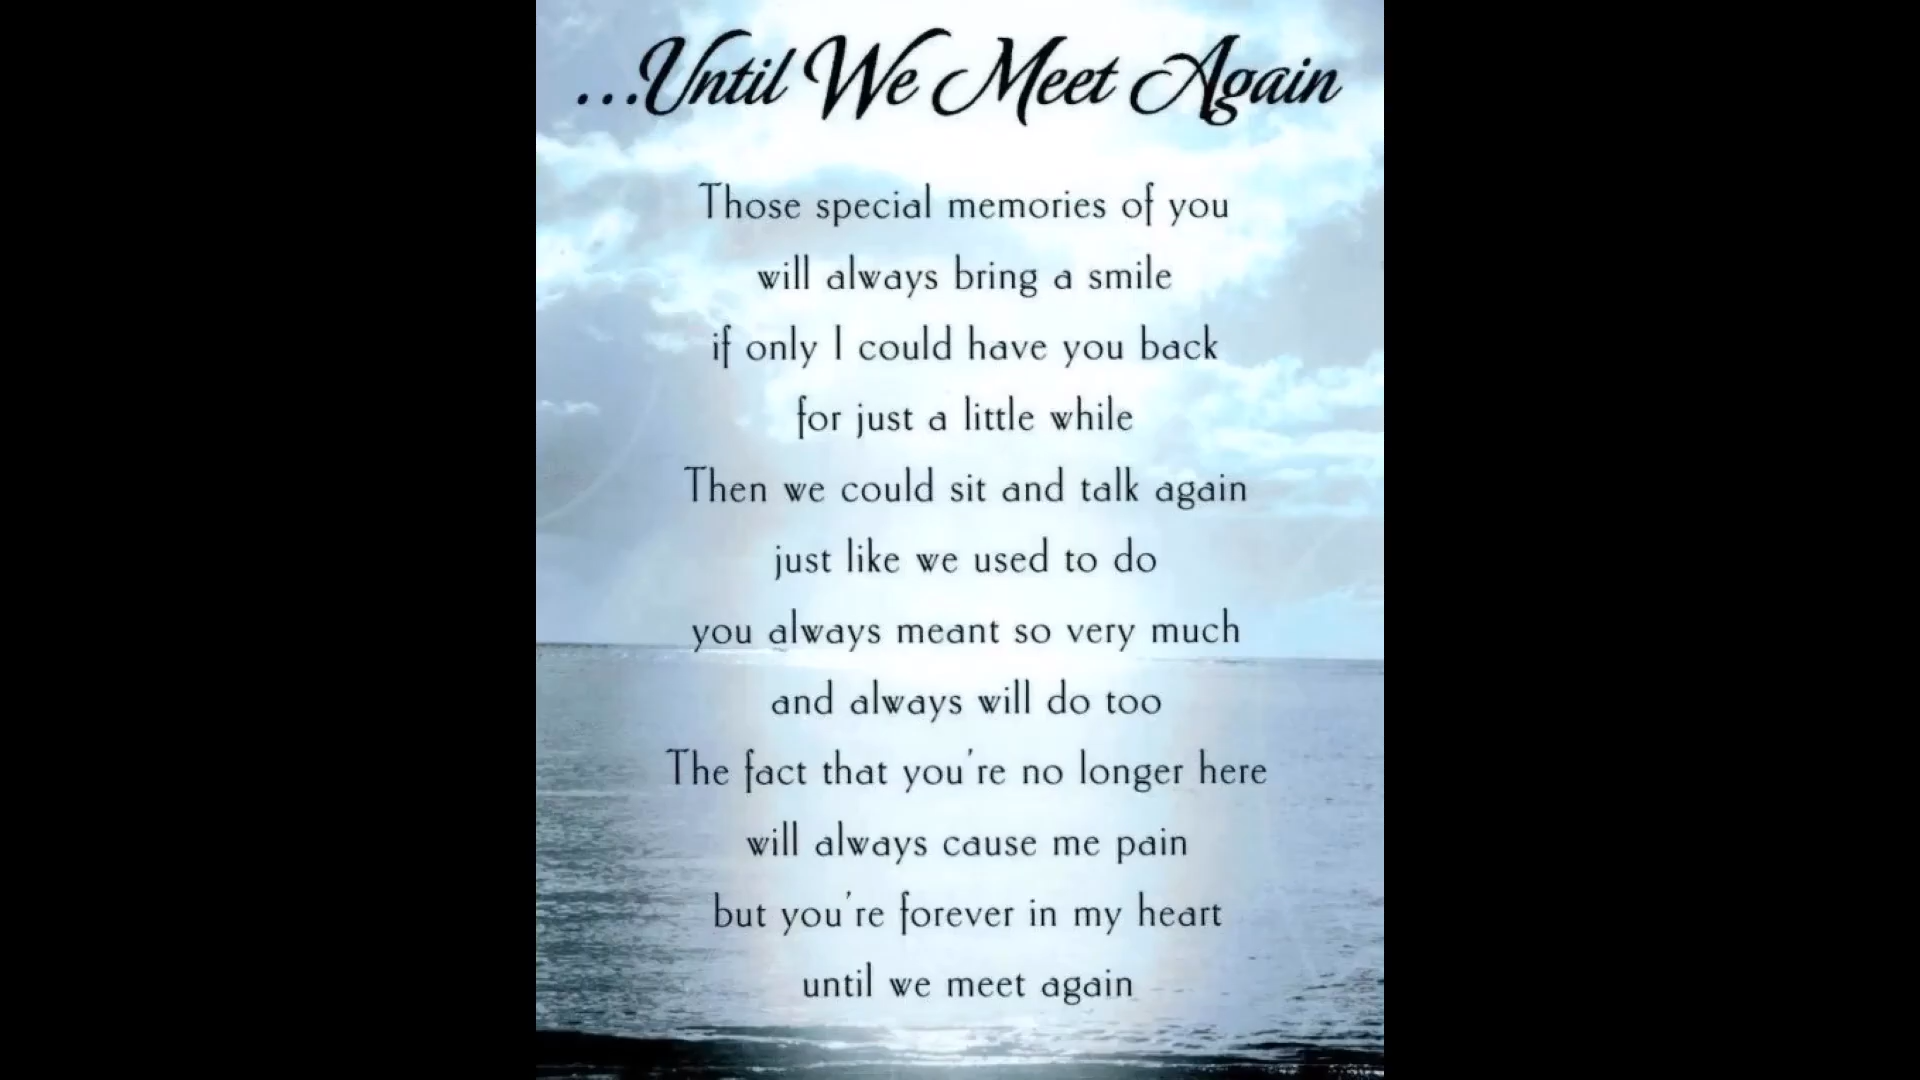 ...Until We Meet Again
Those special memories of you
will always bring a smile
if only I could have you back
for just a little while
Then we could sit and talk again
just like we used to do
you always meant so very much
and always will do too
The fact that you're no longer here
will always cause me pain
but you're forever in my heart
until we meet again